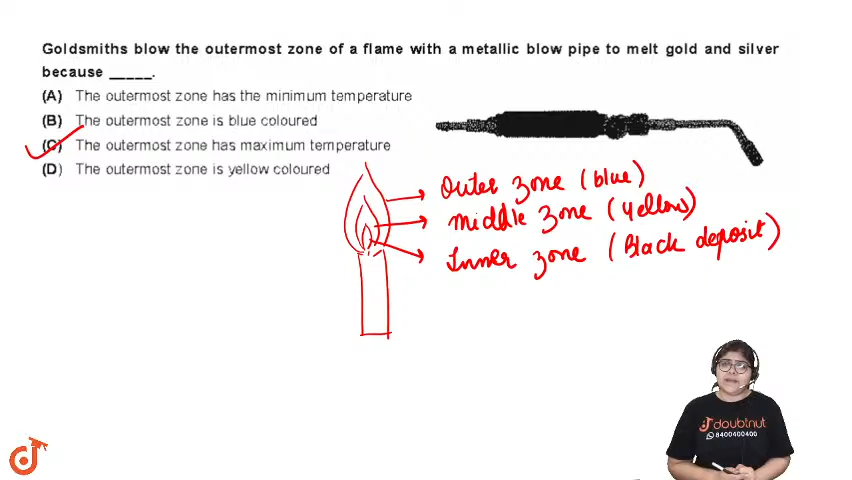 Goldsmiths blow the outermost zone of a flame with a metallic blow pipe to melt gold and silver
because _____.
(A) The outermost zone has the minimum temperature
(B) The outermost zone is blue coloured
(C) The outermost zone has maximum temperature
(D) The outermost zone is yellow coloured
Outer zone (blue)
Middle zone (yellow)
Inner zone (Black deposit)
doubtnut
8400400400